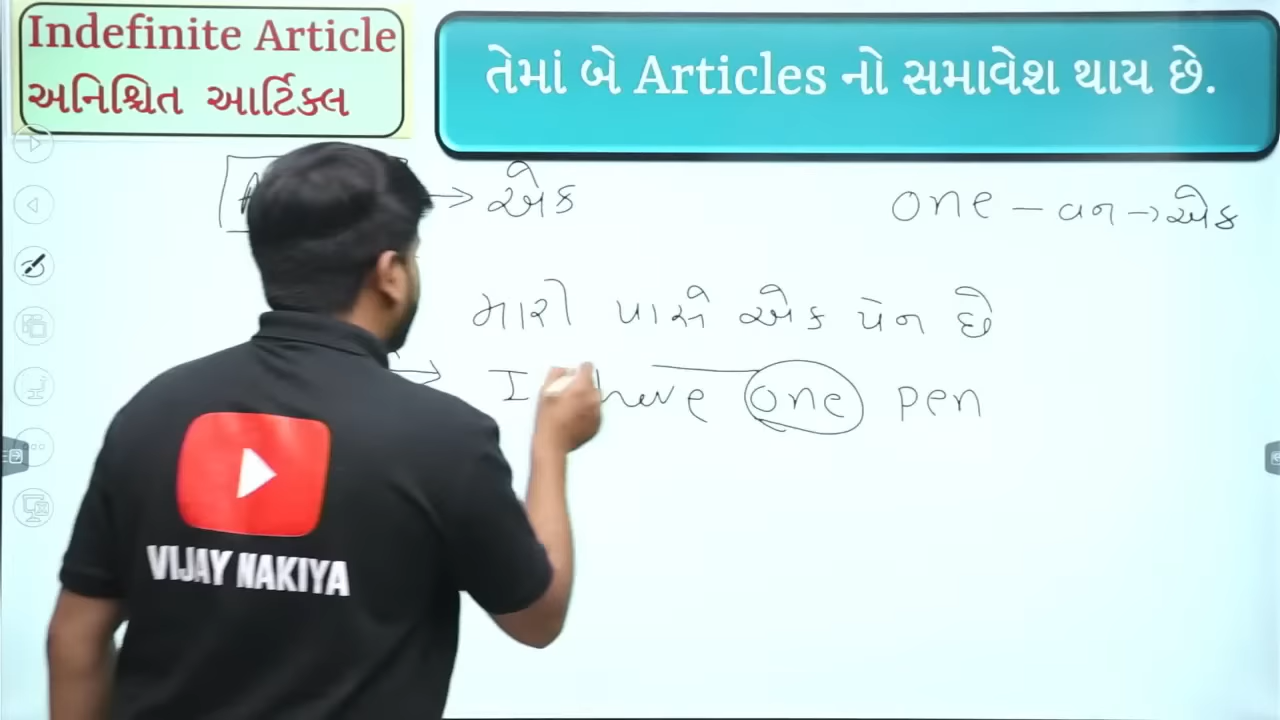 Indefinite Article
અનિશ્ચિત આર્ટિકલ
તેમાં બે Articles નો સમાવેશ થાય છે.
→ એક
one – વન → એક
મારી પાસે એક પેન છે
→ I have one pen
VIJAY NAKIYA